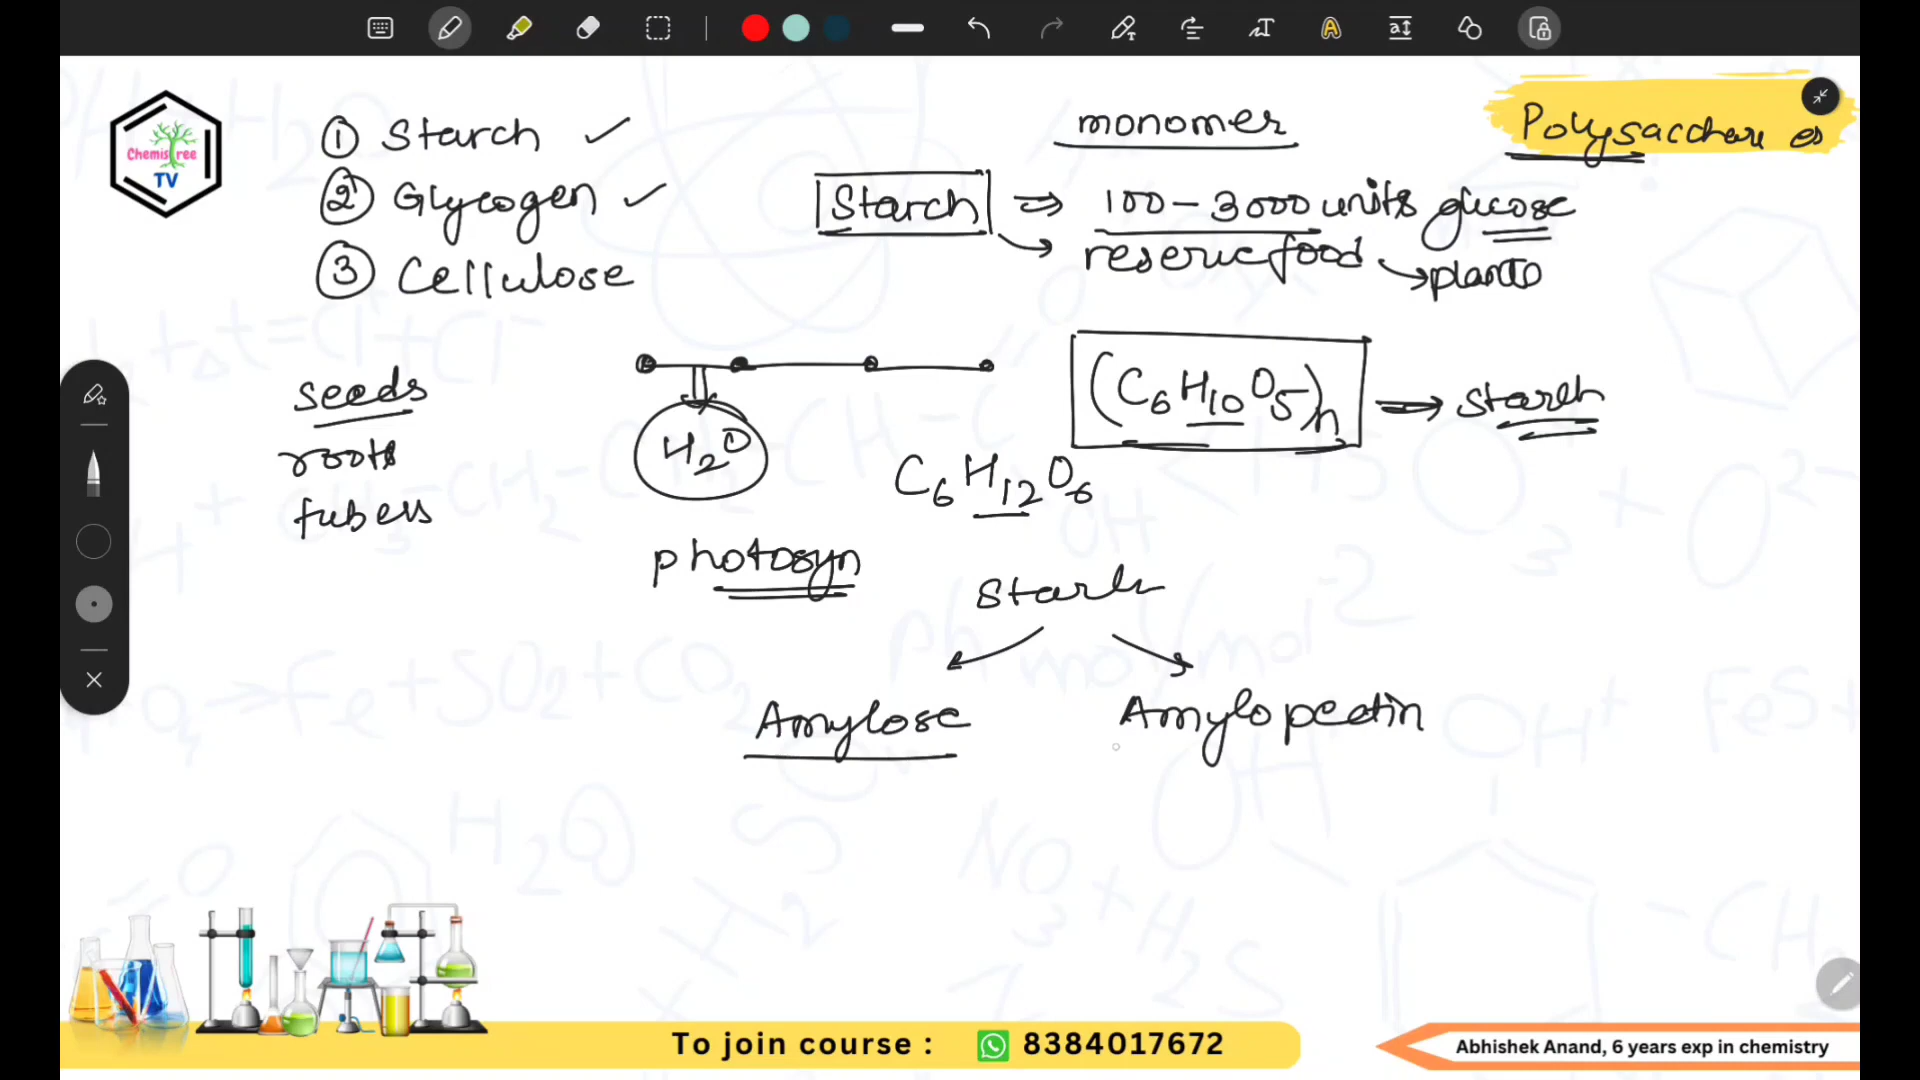 Chemistree
TV
① Starch ✓
② Glycogen ✓
③ Cellulose
monomer
Polysacchar es
Starch ⇒ 100-3000 units glucose
→ reserve food → plants
seeds
roots
tubers
H₂O
(C₆H₁₀O₅)n → starch
C₆H₁₂O₆
photosyn
Starch
Amylose
Amylopectin
To join course : 8384017672
Abhishek Anand, 6 years exp in chemistry